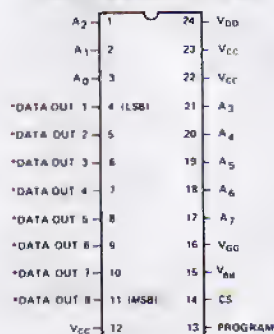 A2 1 24 VDD
A1 2 23 VCC
A0 3 22 VCC
*DATA OUT 1 4 (LSB) 21 A3
*DATA OUT 2 5 20 A4
*DATA OUT 3 6 19 A5
*DATA OUT 4 7 18 A6
*DATA OUT 5 8 17 A7
*DATA OUT 6 9 16 VGG
*DATA OUT 7 10 15 VBB
*DATA OUT 8 11 (MSB) 14 CS
VCC 12 13 PROGRAM